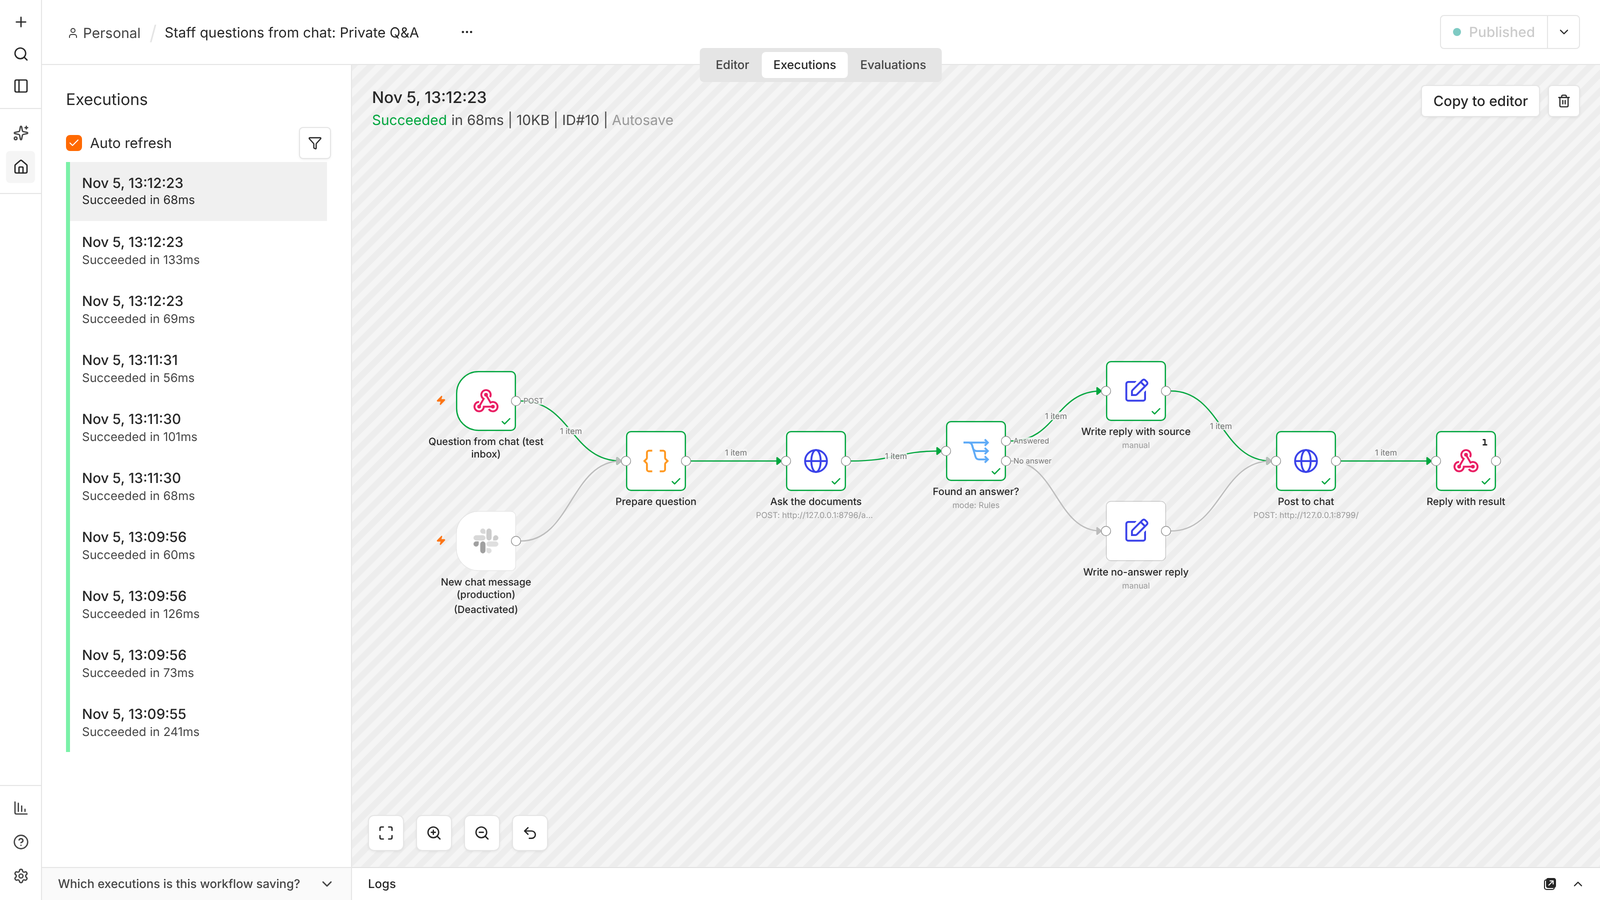 Personal / Staff questions from chat: Private Q&A ...
Published
Editor Executions Evaluations
Executions
Auto refresh
Nov 5, 13:12:23
Succeeded in 68ms
Nov 5, 13:12:23
Succeeded in 133ms
Nov 5, 13:12:23
Succeeded in 69ms
Nov 5, 13:11:31
Succeeded in 56ms
Nov 5, 13:11:30
Succeeded in 101ms
Nov 5, 13:11:30
Succeeded in 68ms
Nov 5, 13:09:56
Succeeded in 60ms
Nov 5, 13:09:56
Succeeded in 126ms
Nov 5, 13:09:56
Succeeded in 73ms
Nov 5, 13:09:55
Succeeded in 241ms
Which executions is this workflow saving?
Nov 5, 13:12:23
Succeeded in 68ms | 10KB | ID#10 | Autosave
Copy to editor
POST
1 item
Question from chat (test
inbox)
New chat message
(production)
(Deactivated)
Prepare question
1 item
Ask the documents
POST: http://127.0.0.1:8796/a...
1 item
Found an answer?
mode: Rules
Answered
No answer
1 item
Write reply with source
manual
1 item
Write no-answer reply
manual
Post to chat
POST: http://127.0.0.1:8799/
1 item
1
Reply with result
Logs